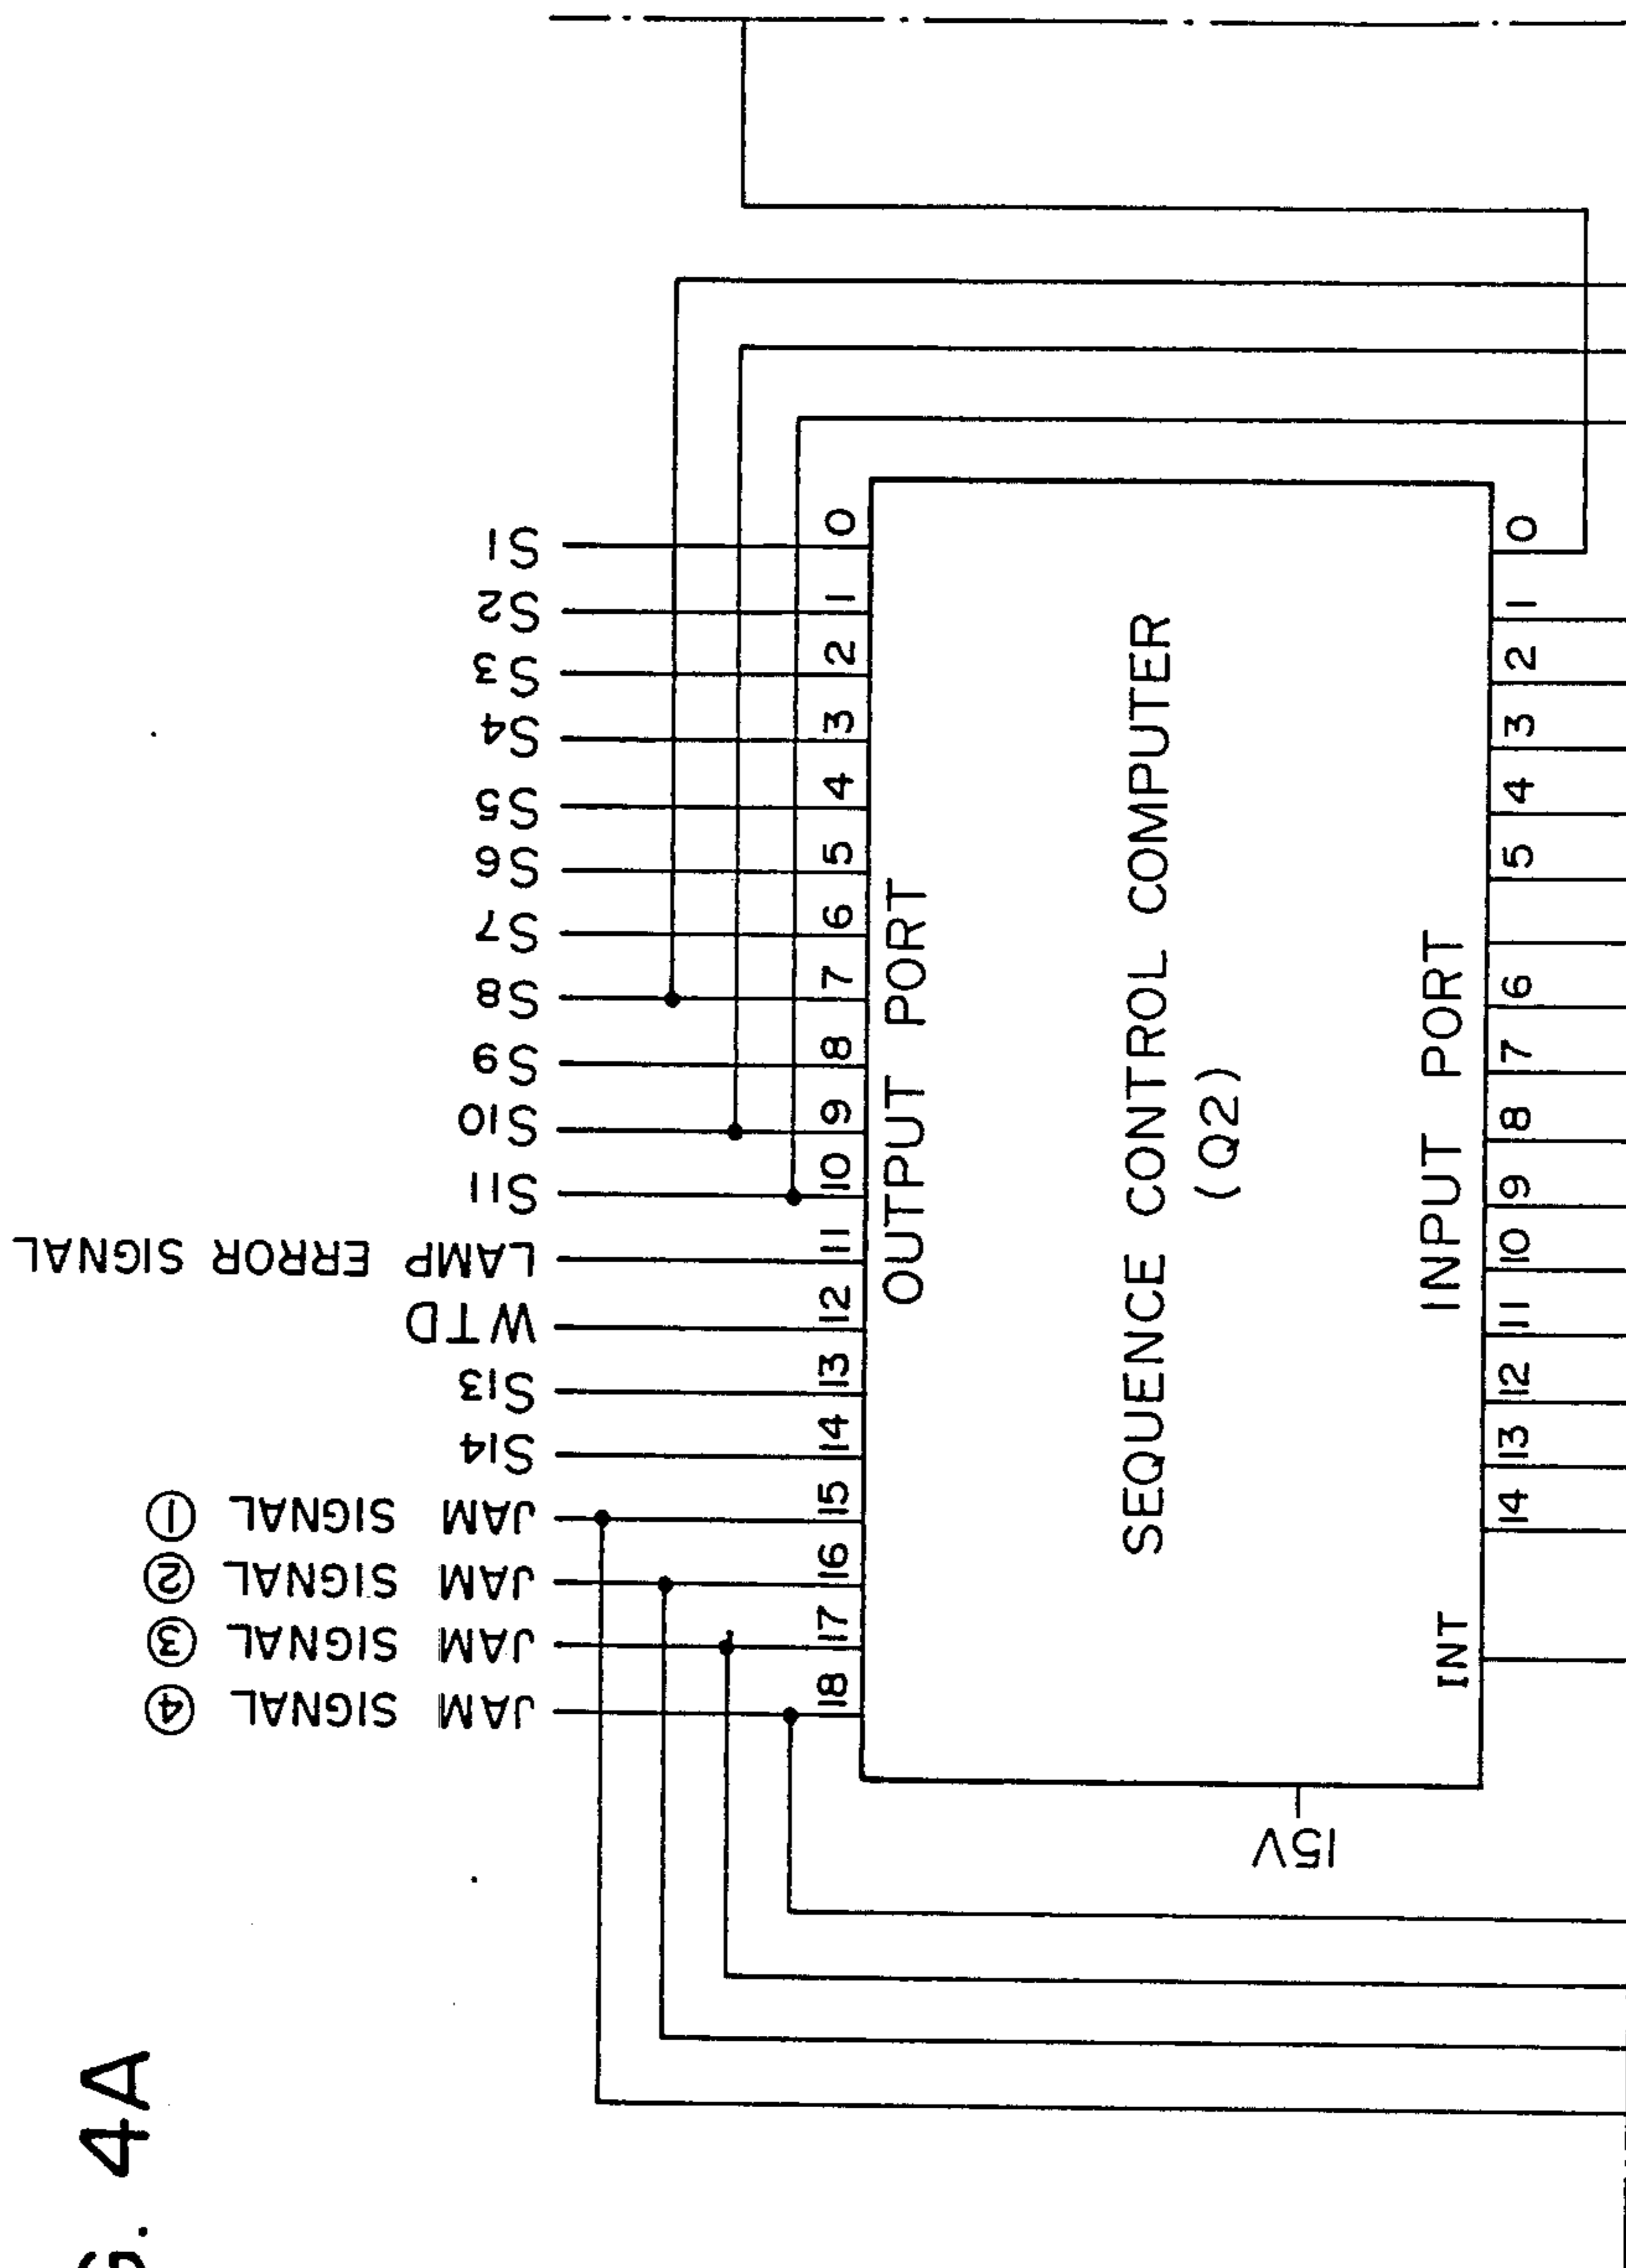 G. 4A
S1
S2
S3
S4
S5
S6
S7
S8
S9
S10
S11
LAMP ERROR SIGNAL
WTD
S13
S14
JAM SIGNAL ①
JAM SIGNAL ②
JAM SIGNAL ③
JAM SIGNAL ④
0
1
2
3
4
5
6
7
8
9
10
11
12
13
14
15
16
17
18
OUTPUT PORT
SEQUENCE CONTROL COMPUTER
(Q2)
INPUT PORT
0
1
2
3
4
5
6
7
8
9
10
11
12
13
14
INT
15V